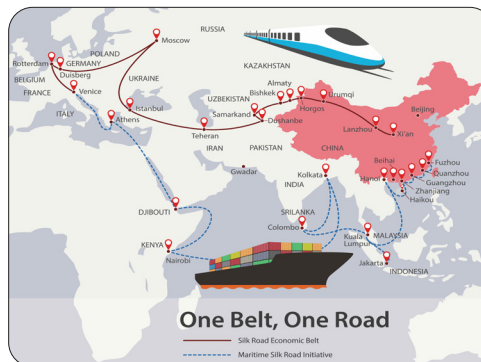 RUSSIA
POLAND
Moscow
Rotterdam
GERMANY
Duisberg
BELGIUM
UKRAINE
KAZAKHSTAN
FRANCE
Venice
Almaty
Bishkek
Urumqi
UZBEKISTAN
Horgos
Istanbul
Samarkand
Beijing
ITALY
Athens
Dushanbe
Lanzhou
Xi'an
Teheran
IRAN
PAKISTAN
CHINA
Beihai
Fuzhou
Gwadar
Kolkata
Hanoi
Quanzhou
Guangzhou
INDIA
Zhanjiang
Haikou
DJIBOUTI
SRILANKA
Colombo
Kuala
Lumpur
MALAYSIA
KENYA
Nairobi
Jakarta
INDONESIA
One Belt, One Road
Silk Road Economic Belt
Maritime Silk Road Initiative